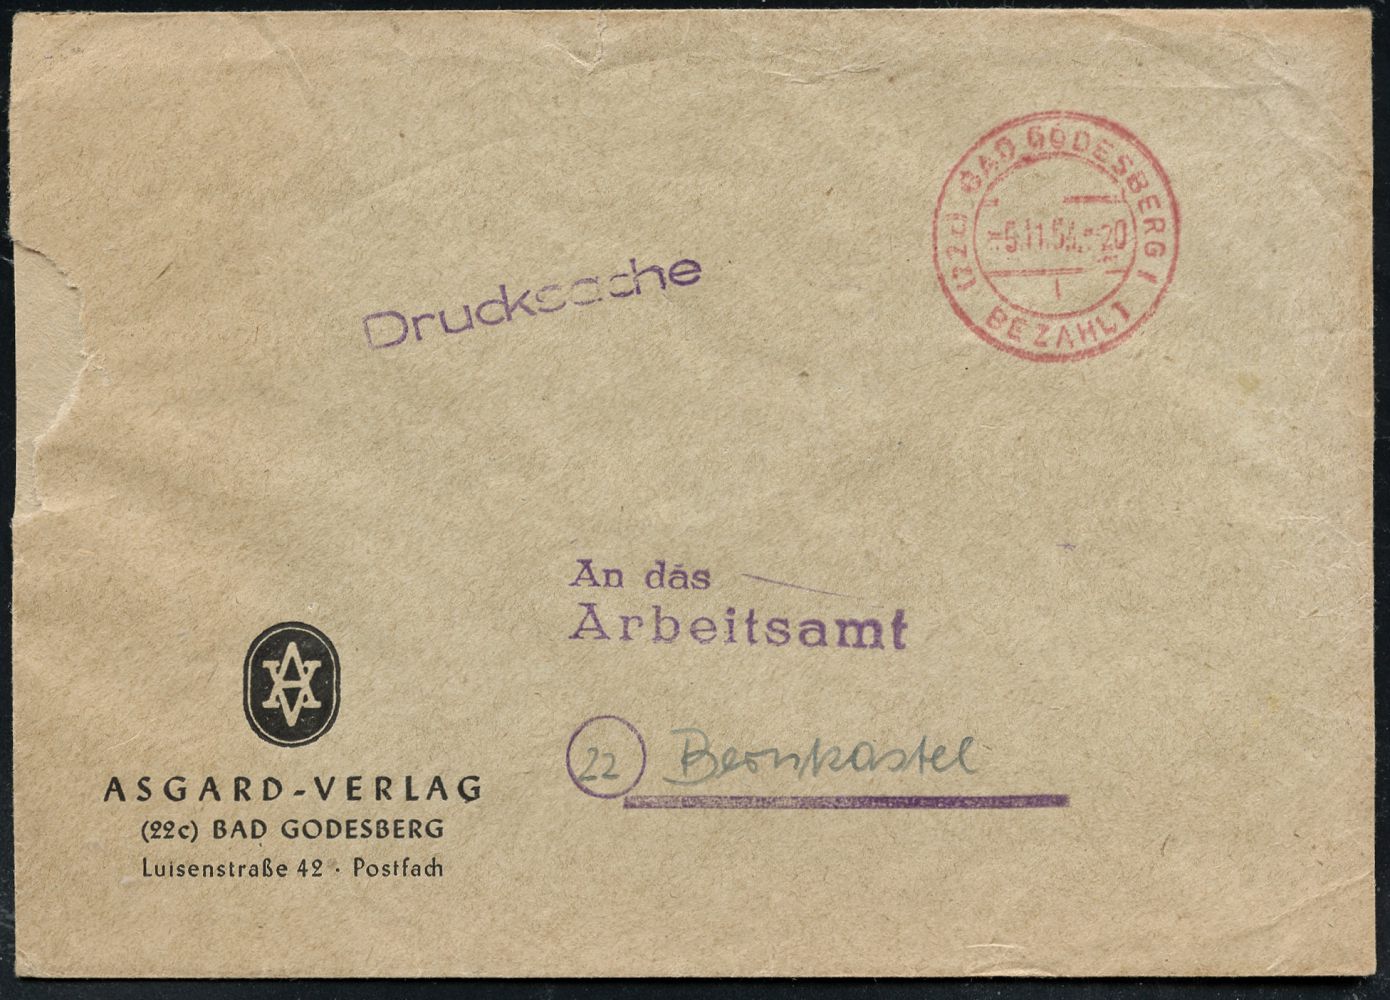 (22c) BAD GODESBERG 1
-5.11.54.-20
BEZAHLT
Drucksache
An das
Arbeitsamt
22 Bernkastel
AV
ASGARD-VERLAG
(22c) BAD GODESBERG
Luisenstraße 42 · Postfach